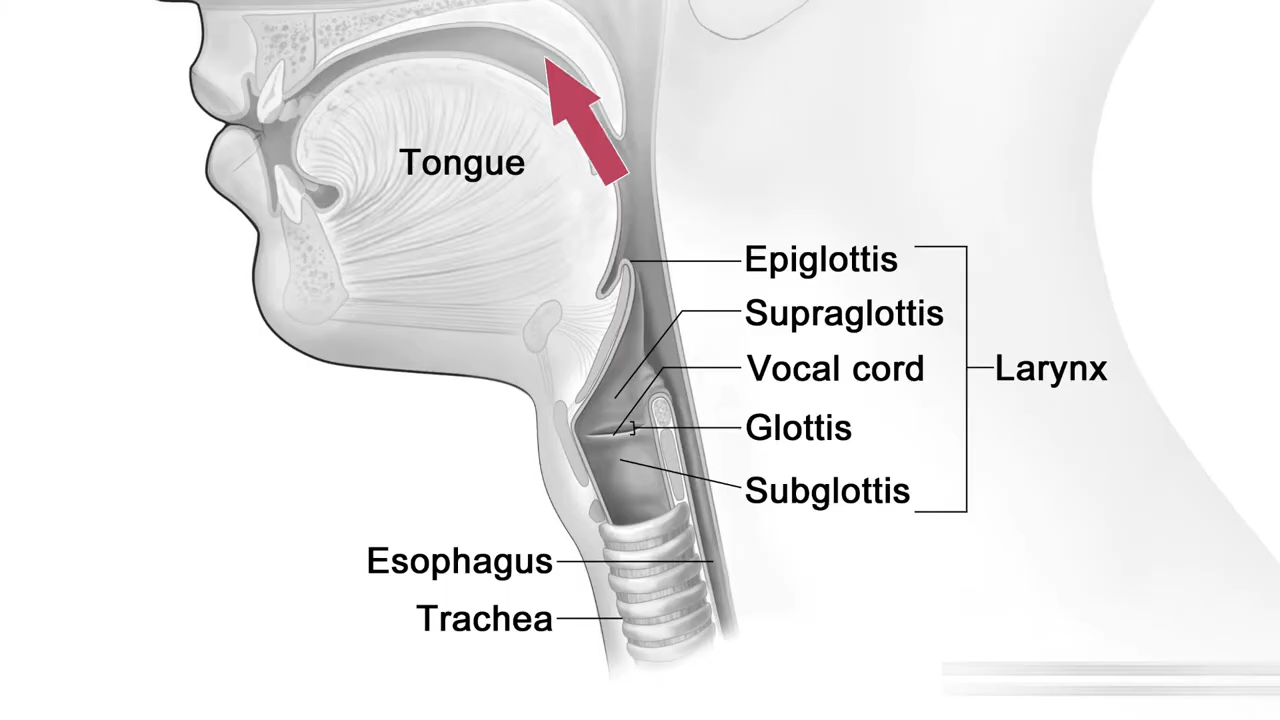 Tongue
Epiglottis
Supraglottis
Vocal cord
Larynx
Glottis
Subglottis
Esophagus
Trachea